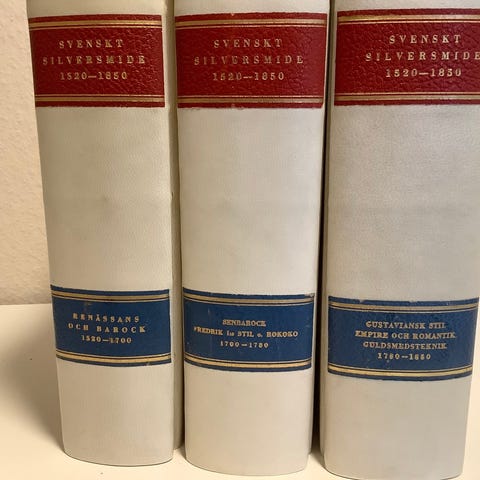 SVENSKT
SILVERSMIDE
1520—1850
RENÄSSANS
OCH BAROCK
1520—1700
SVENSKT
SILVERSMIDE
1520—1850
SENBAROCK
FREDRIK I:s STIL o. ROKOKO
1700—1780
SVENSKT
SILVERSMIDE
1520—1850
GUSTAVIANSK STIL
EMPIRE OCH ROMANTIK
GULDSMEDSTEKNIK
1780—1850